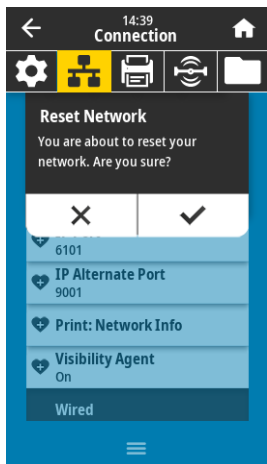 14:39
Connection
Reset Network
You are about to reset your
network. Are you sure?
6101
IP Alternate Port
9001
Print: Network Info
Visibility Agent
On
Wired